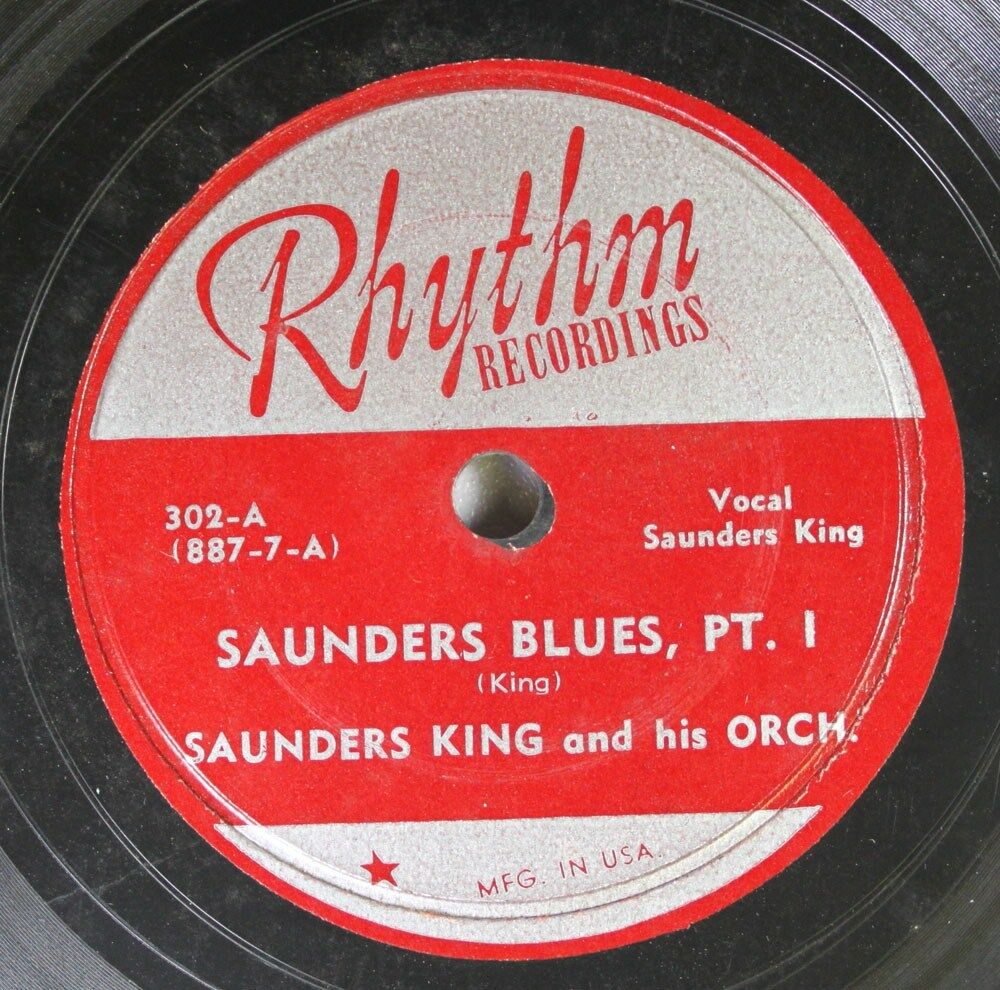 Rhythm
RECORDINGS
302-A
(887-7-A)
Vocal
Saunders King
SAUNDERS BLUES, PT. 1
(King)
SAUNDERS KING and his ORCH.
MFG. IN USA.